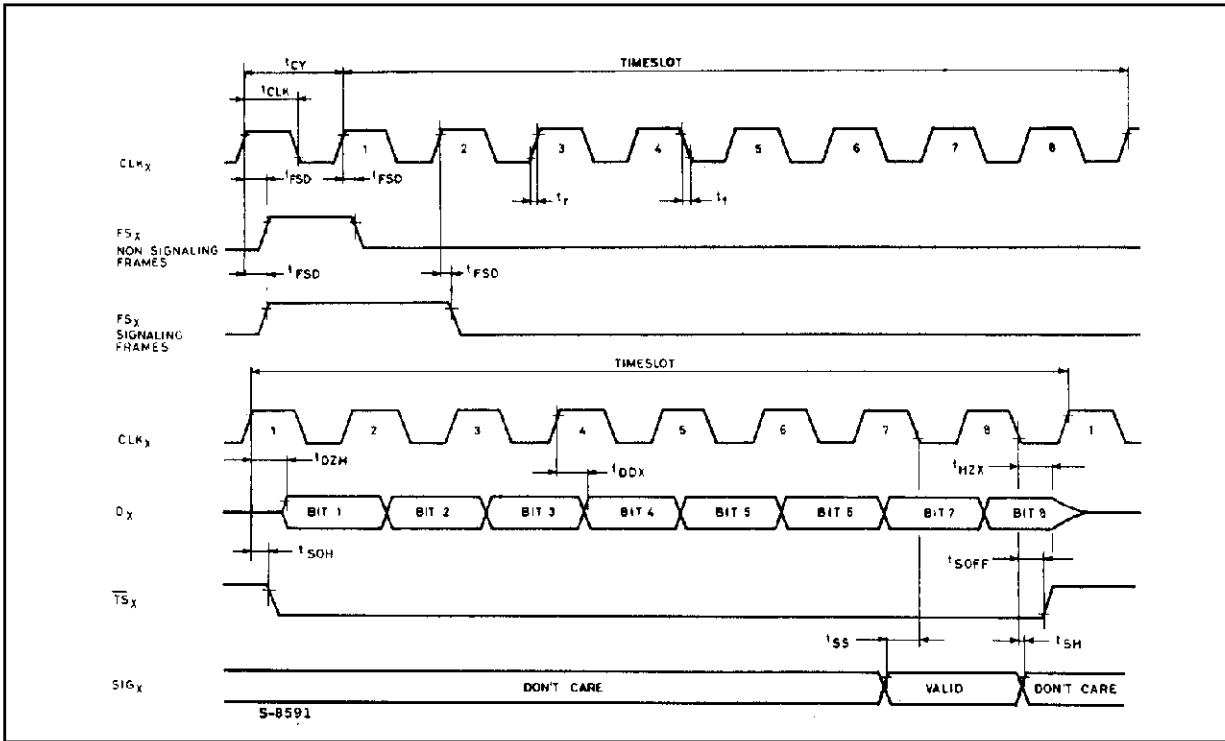 tCY
TIMESLOT
tCLK
1 2 3 4 5 6 7 8
CLKX
tFSD
tFSD
tr
tf
FSX
NON SIGNALING
FRAMES
tFSD
tFSD
FSX
SIGNALING
FRAMES
TIMESLOT
CLKX
1 2 3 4 5 6 7 8 1
tDZH
tDDX
tHZX
DX
BIT 1 BIT 2 BIT 3 BIT 4 BIT 5 BIT 6 BIT 7 BIT 8
tSOH
tSOFF
TSX
tSS
tSH
SIGX
DON'T CARE VALID DON'T CARE
S-8591